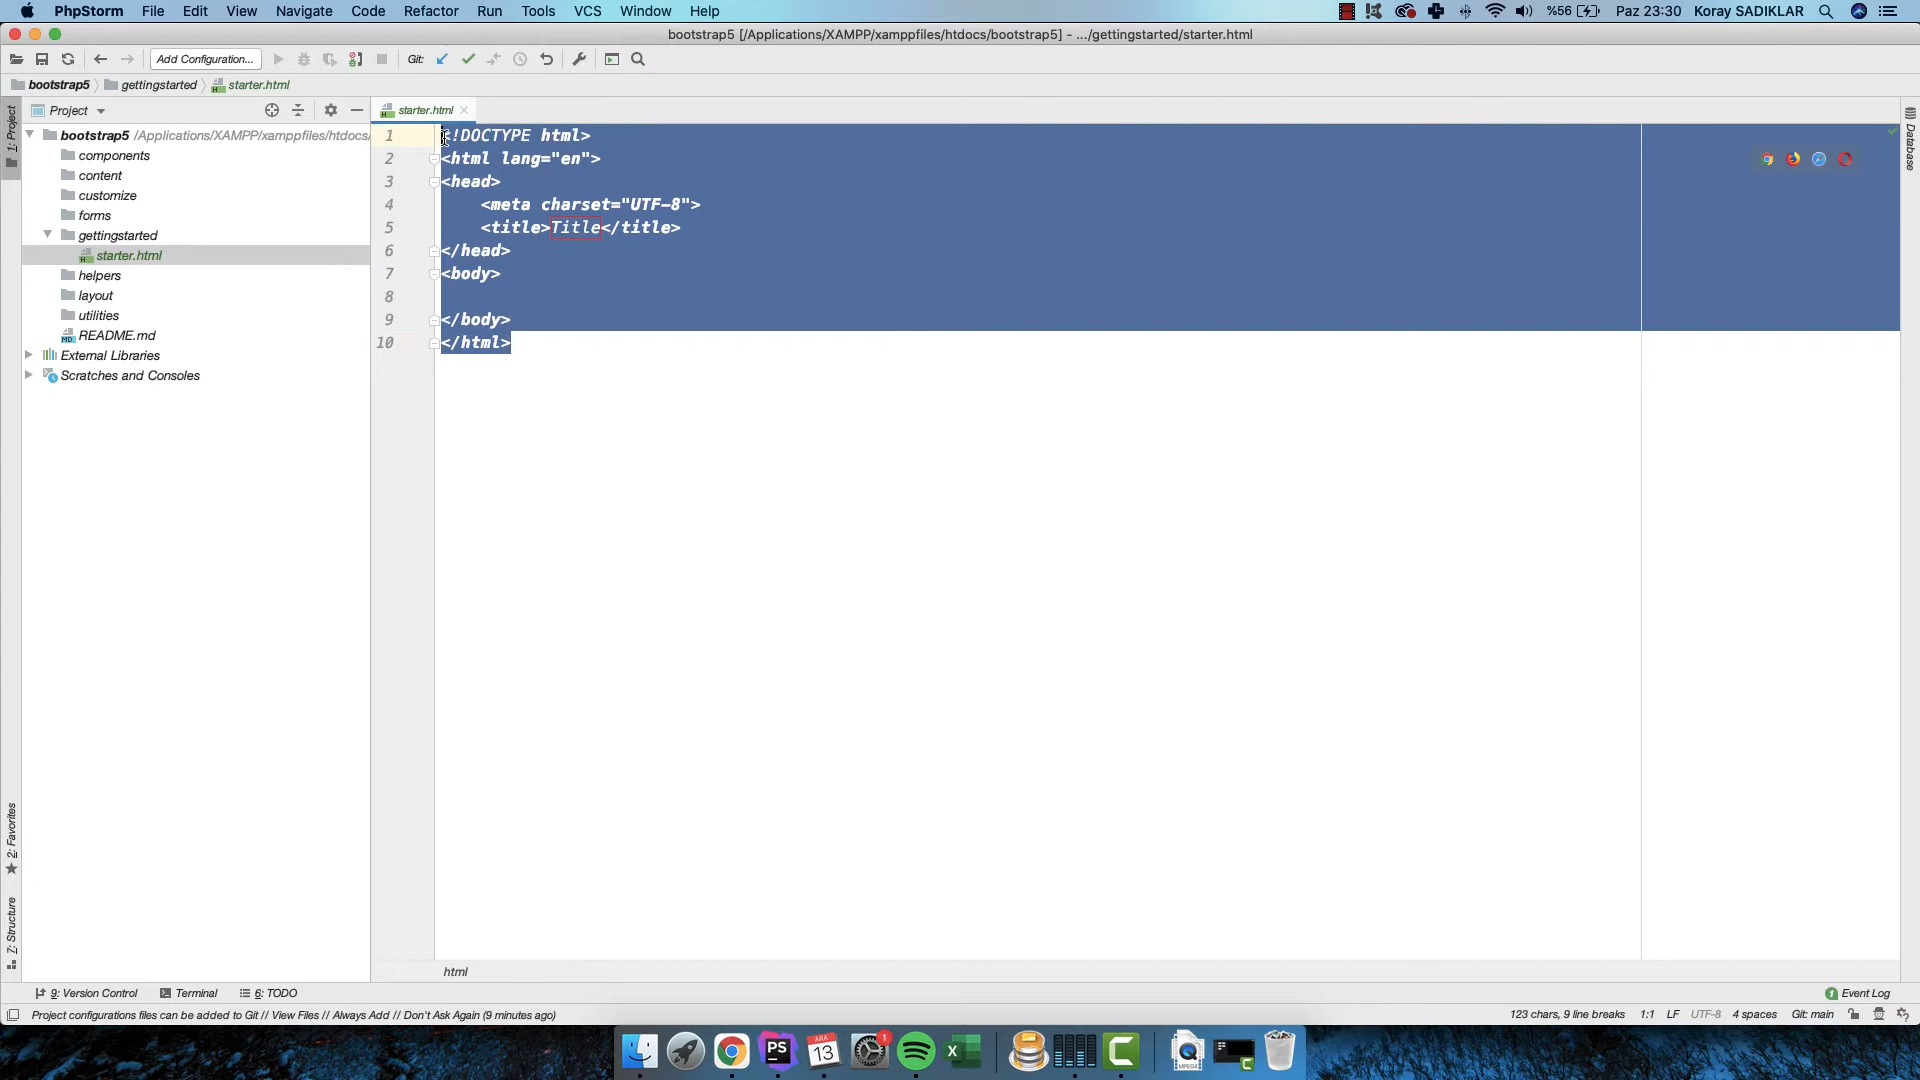 PhpStorm File Edit View Navigate Code Refactor Run Tools VCS Window Help %56 Paz 23:30 Koray SADIKLAR
bootstrap5 [/Applications/XAMPP/xamppfiles/htdocs/bootstrap5] - .../gettingstarted/starter.html
Add Configuration... Git:
bootstrap5 gettingstarted starter.html
1: Project
Project
starter.html
Database
bootstrap5 /Applications/XAMPP/xamppfiles/htdocs/
components
content
customize
forms
gettingstarted
starter.html
helpers
layout
utilities
README.md
External Libraries
Scratches and Consoles
1 <!DOCTYPE html>
2 <html lang="en">
3 <head>
4 <meta charset="UTF-8">
5 <title>Title</title>
6 </head>
7 <body>
8
9 </body>
10 </html>
2: Favorites
7: Structure
html
9: Version Control Terminal 6: TODO 1 Event Log
Project configurations files can be added to Git // View Files // Always Add // Don't Ask Again (9 minutes ago) 123 chars, 9 line breaks 1:1 LF UTF-8 4 spaces Git: main
PS
ARA
13
1
C
MPEG4